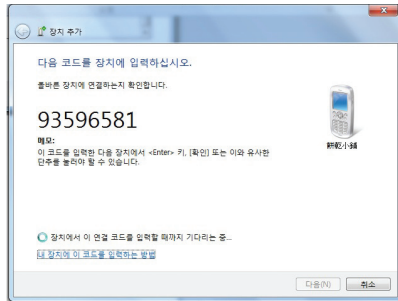 장치 추가
다음 코드를 장치에 입력하십시오.
올바른 장치에 연결하는지 확인합니다.
93596581
메모:
이 코드를 입력한 다음 장치에서 <Enter> 키, [확인] 또는 이와 유사한
단추를 눌러야 할 수 있습니다.
餅乾小鋪
장치에서 이 연결 코드를 입력할 때까지 기다리는 중...
내 장치에 이 코드를 입력하는 방법
다음(N)
취소